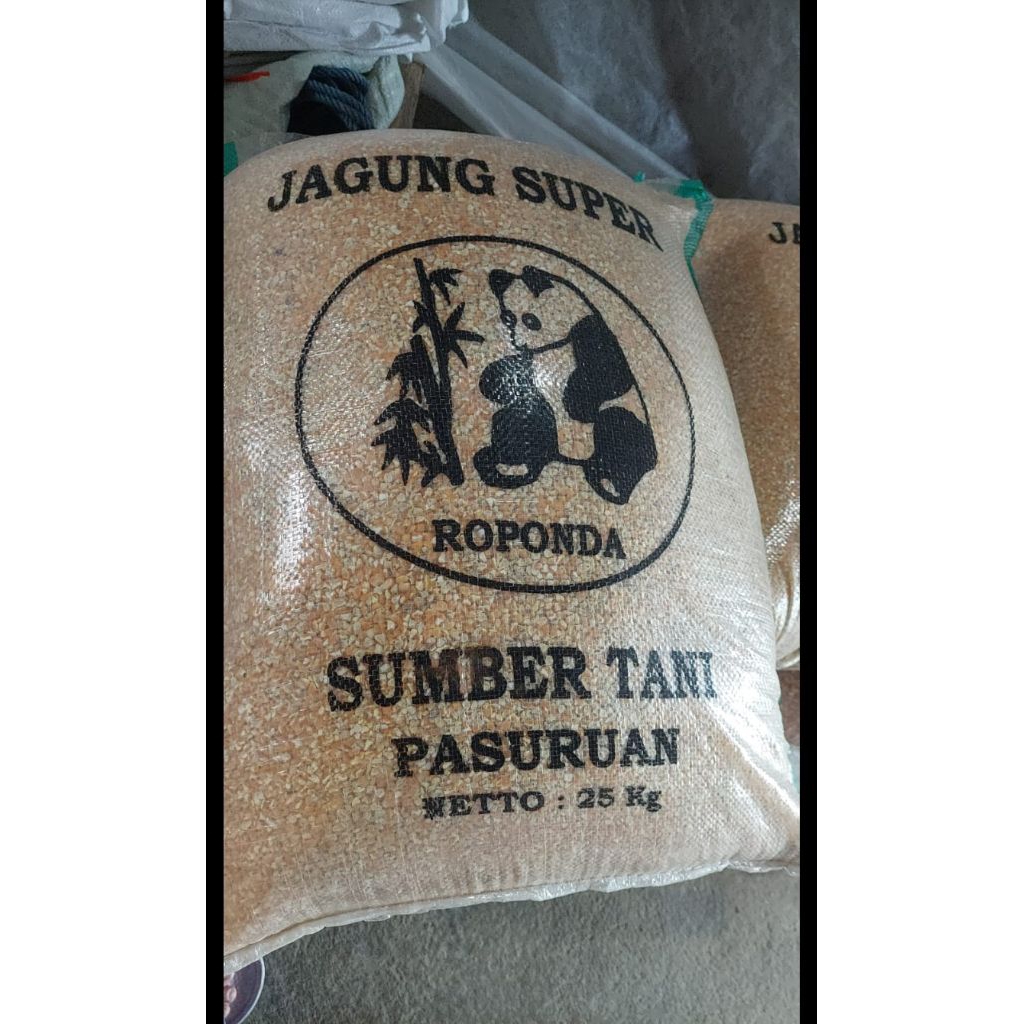 JAGUNG SUPER
ROPONDA
SUMBER TANI
PASURUAN
NETTO : 25 Kg